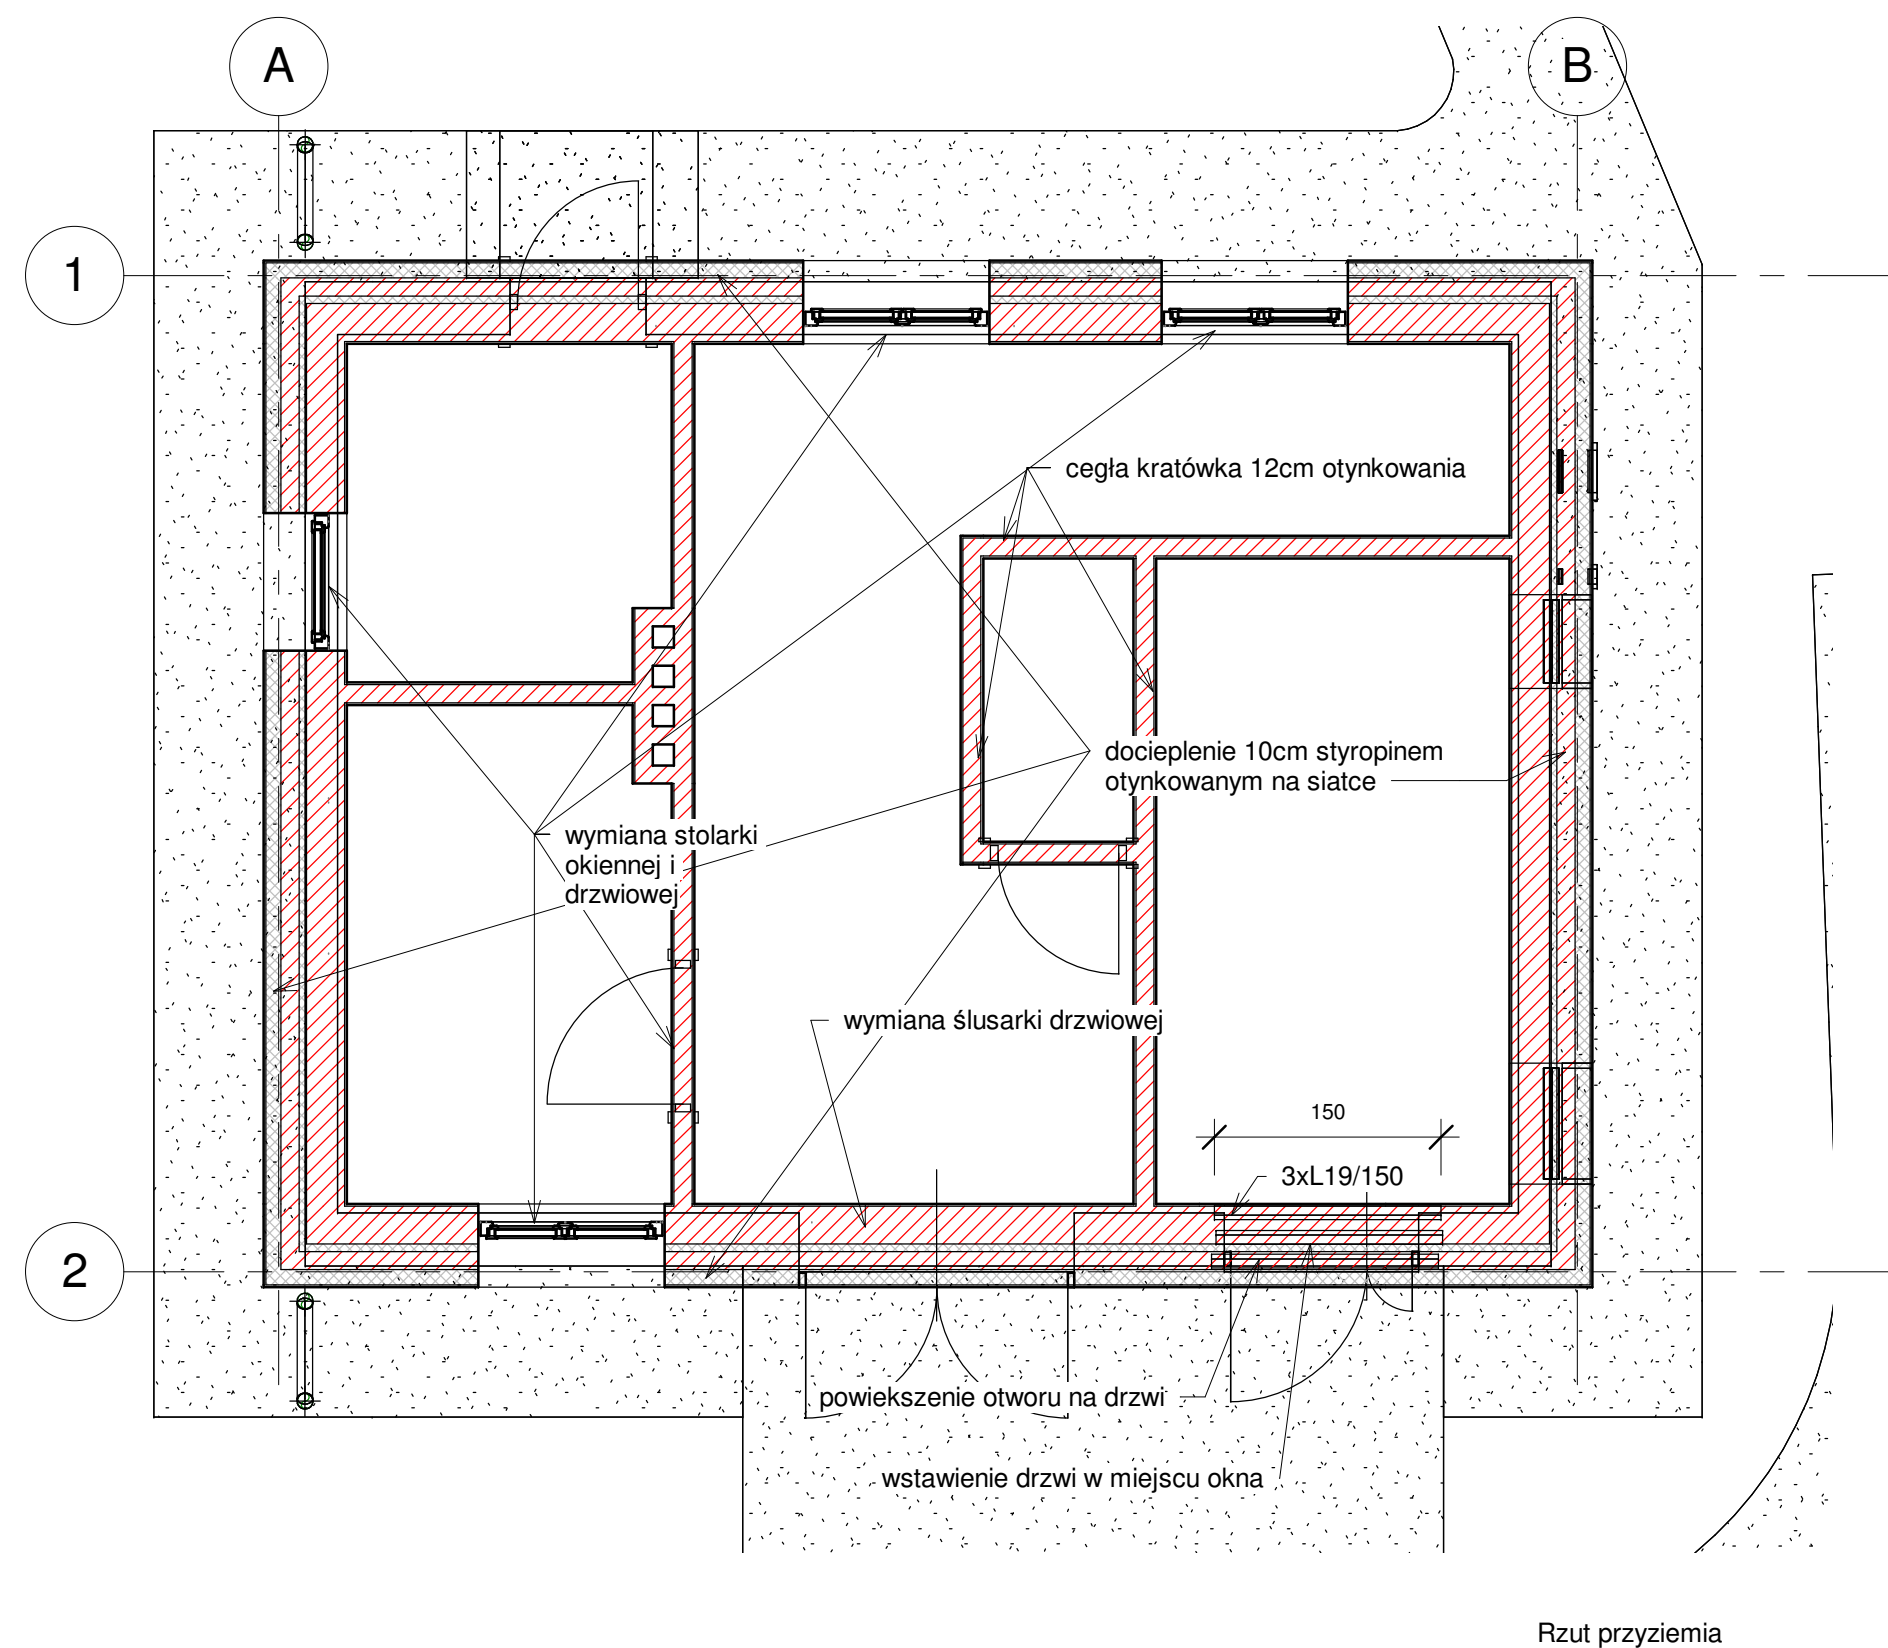 A
B
1
cegła kratówka 12cm otynkowania
docieplenie 10cm styropinem
otynkowanym na siatce
wymiana stolarki
okiennej i
drzwiowej
wymiana ślusarki drzwiowej
150
3xL19/150
2
powiekszenie otworu na drzwi
wstawienie drzwi w miejscu okna
Rzut przyziemia